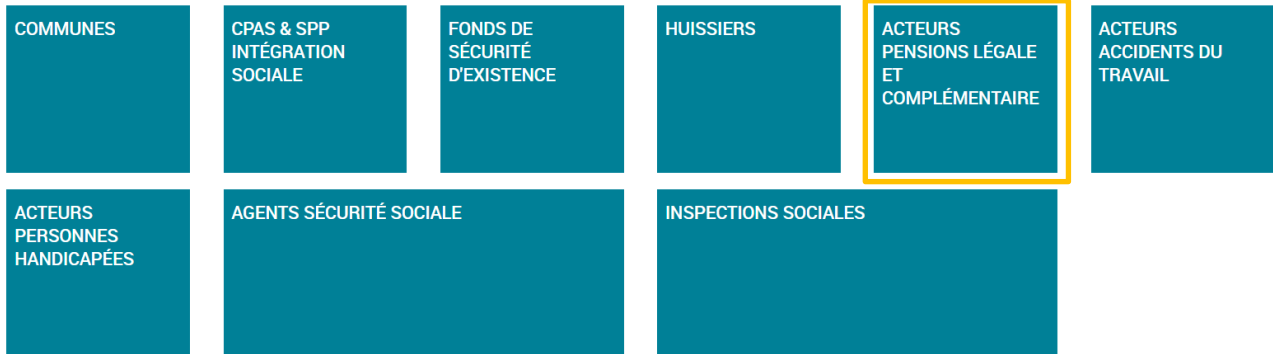 COMMUNES
CPAS & SPP
INTÉGRATION
SOCIALE
FONDS DE
SÉCURITÉ
D'EXISTENCE
HUISSIERS
ACTEURS
PENSIONS LÉGALE
ET
COMPLÉMENTAIRE
ACTEURS
ACCIDENTS DU
TRAVAIL
ACTEURS
PERSONNES
HANDICAPÉES
AGENTS SÉCURITÉ SOCIALE
INSPECTIONS SOCIALES